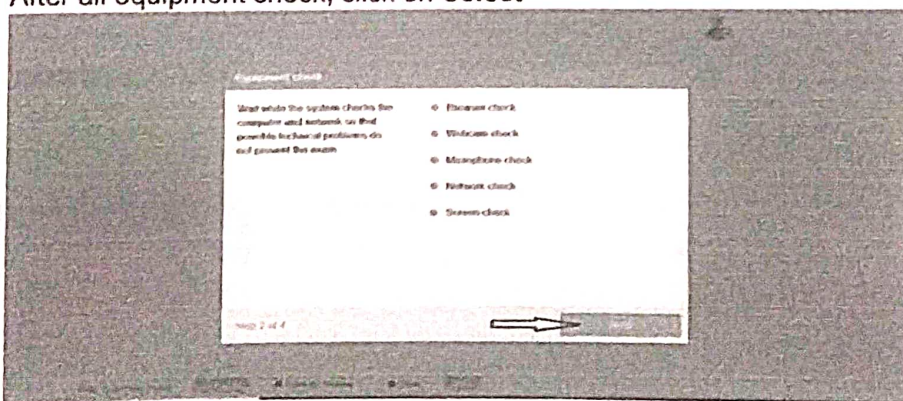 After all equipment check, click on Select
Equipment check
Wait while the system checks the
computer and network so that
possible technical problems do
not prevent the exam
Browser check
Webcam check
Microphone check
Network check
Screen check
step 2 of 4